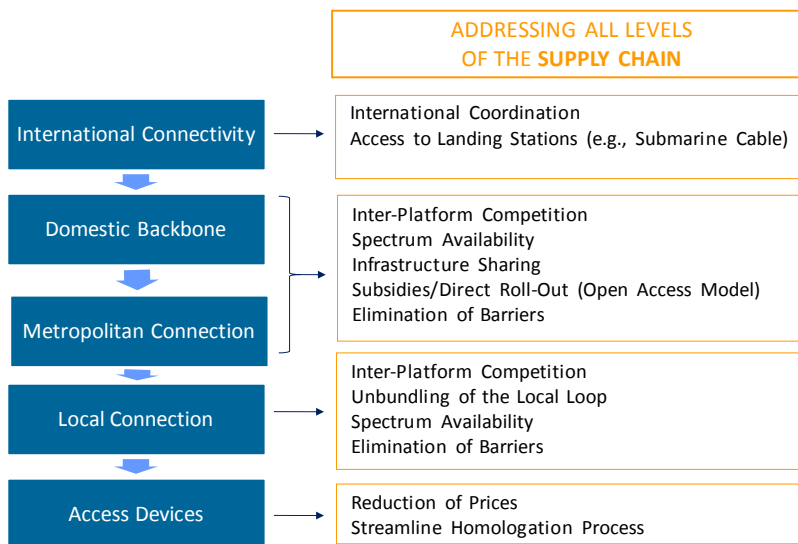 ADDRESSING ALL LEVELS
OF THE SUPPLY CHAIN
International Connectivity
International Coordination
Access to Landing Stations (e.g., Submarine Cable)
Domestic Backbone
Metropolitan Connection
Inter-Platform Competition
Spectrum Availability
Infrastructure Sharing
Subsidies/Direct Roll-Out (Open Access Model)
Elimination of Barriers
Local Connection
Inter-Platform Competition
Unbundling of the Local Loop
Spectrum Availability
Elimination of Barriers
Access Devices
Reduction of Prices
Streamline Homologation Process